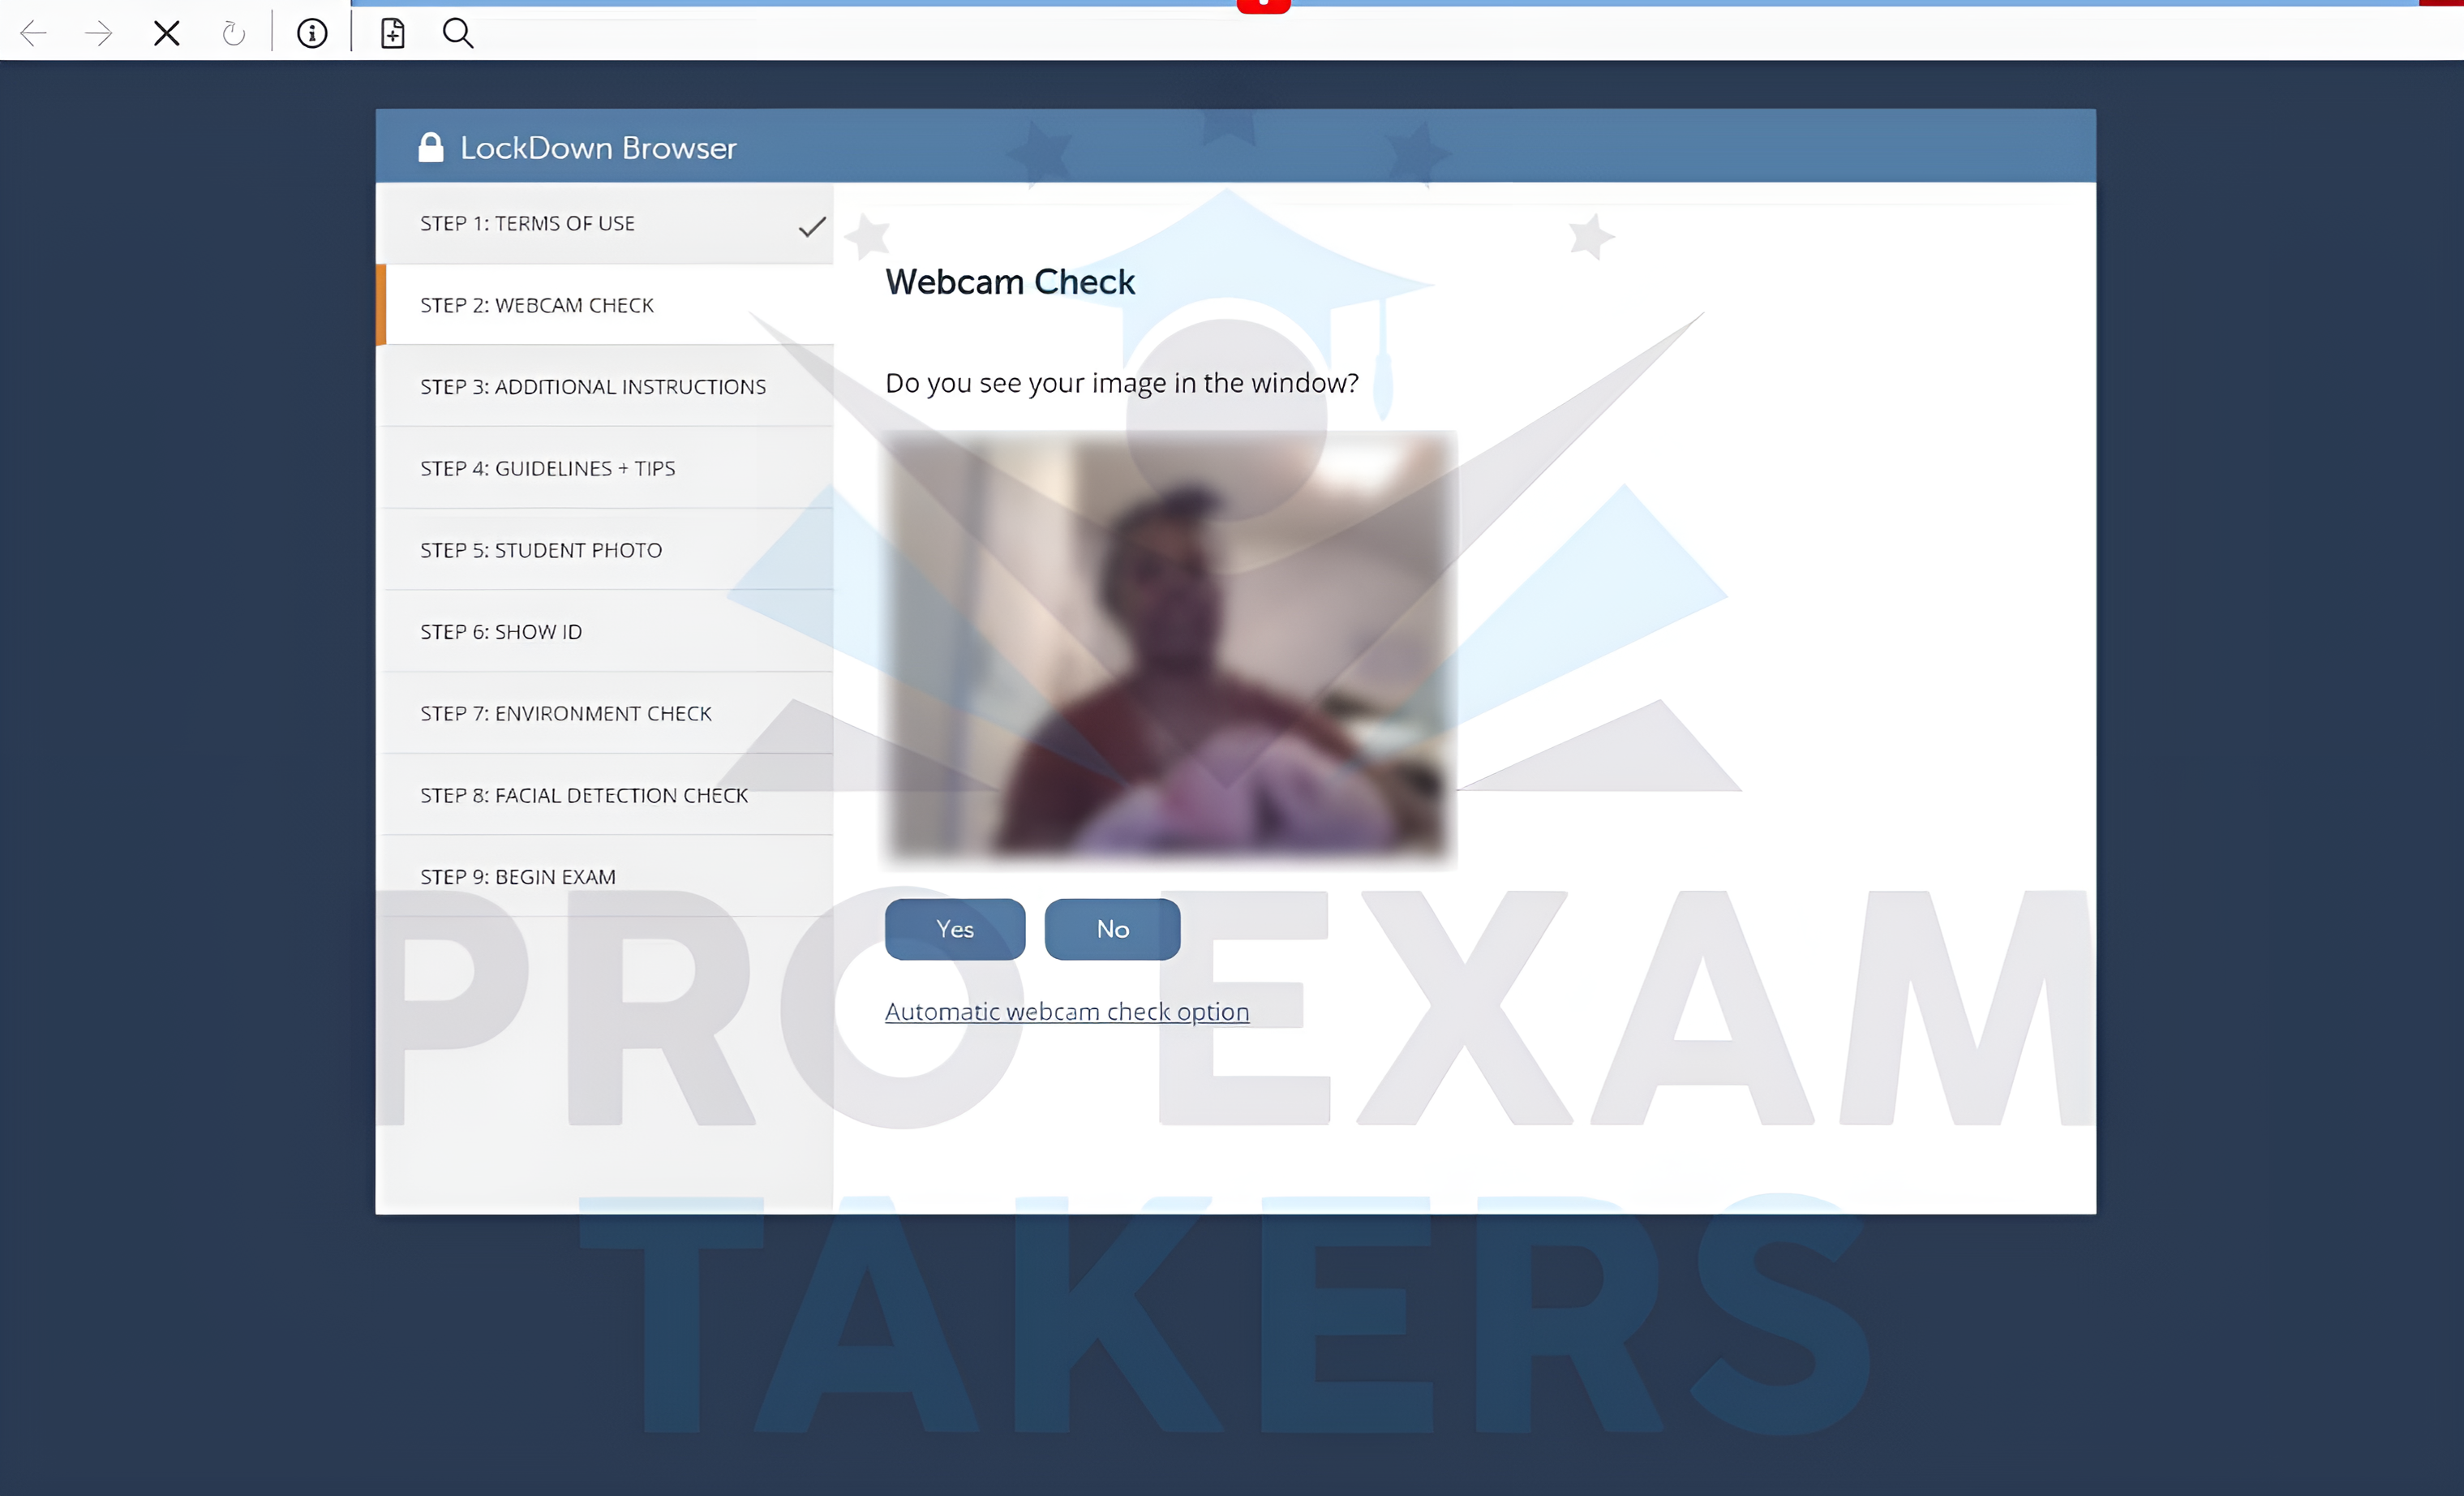 LockDown Browser
STEP 1: TERMS OF USE
STEP 2: WEBCAM CHECK
STEP 3: ADDITIONAL INSTRUCTIONS
STEP 4: GUIDELINES + TIPS
STEP 5: STUDENT PHOTO
STEP 6: SHOW ID
STEP 7: ENVIRONMENT CHECK
STEP 8: FACIAL DETECTION CHECK
STEP 9: BEGIN EXAM
Webcam Check
Do you see your image in the window?
Yes No
Automatic webcam check option
PRO EXAM
TAKERS